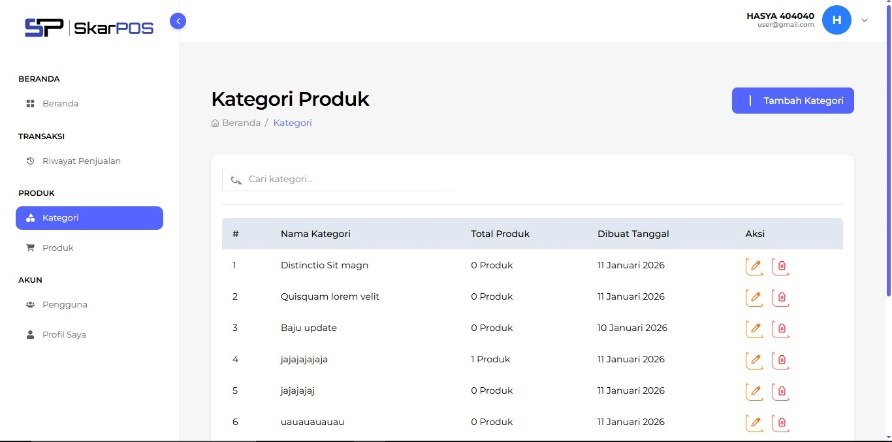 SP SkarPOS
HASYA 404040
user@gmail.com
H
BERANDA
Beranda
TRANSAKSI
Riwayat Penjualan
PRODUK
Kategori
Produk
AKUN
Pengguna
Profil Saya
Kategori Produk
Beranda / Kategori
Tambah Kategori
Cari kategori...
# Nama Kategori Total Produk Dibuat Tanggal Aksi
1 Distinctio Sit magn 0 Produk 11 Januari 2026
2 Quisquam lorem velit 0 Produk 11 Januari 2026
3 Baju update 0 Produk 10 Januari 2026
4 jajajajajaja 1 Produk 11 Januari 2026
5 jajajajaj 0 Produk 11 Januari 2026
6 uauauauauau 0 Produk 11 Januari 2026